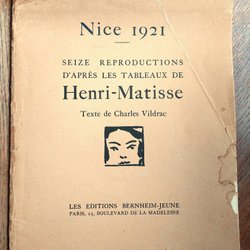 Nice 1921
SEIZE REPRODUCTIONS
D'APRÈS LES TABLEAUX DE
Henri-Matisse
Texte de Charles Vildrac
LES EDITIONS BERNHEIM-JEUNE
PARIS, 25, BOULEVARD DE LA MADELEINE